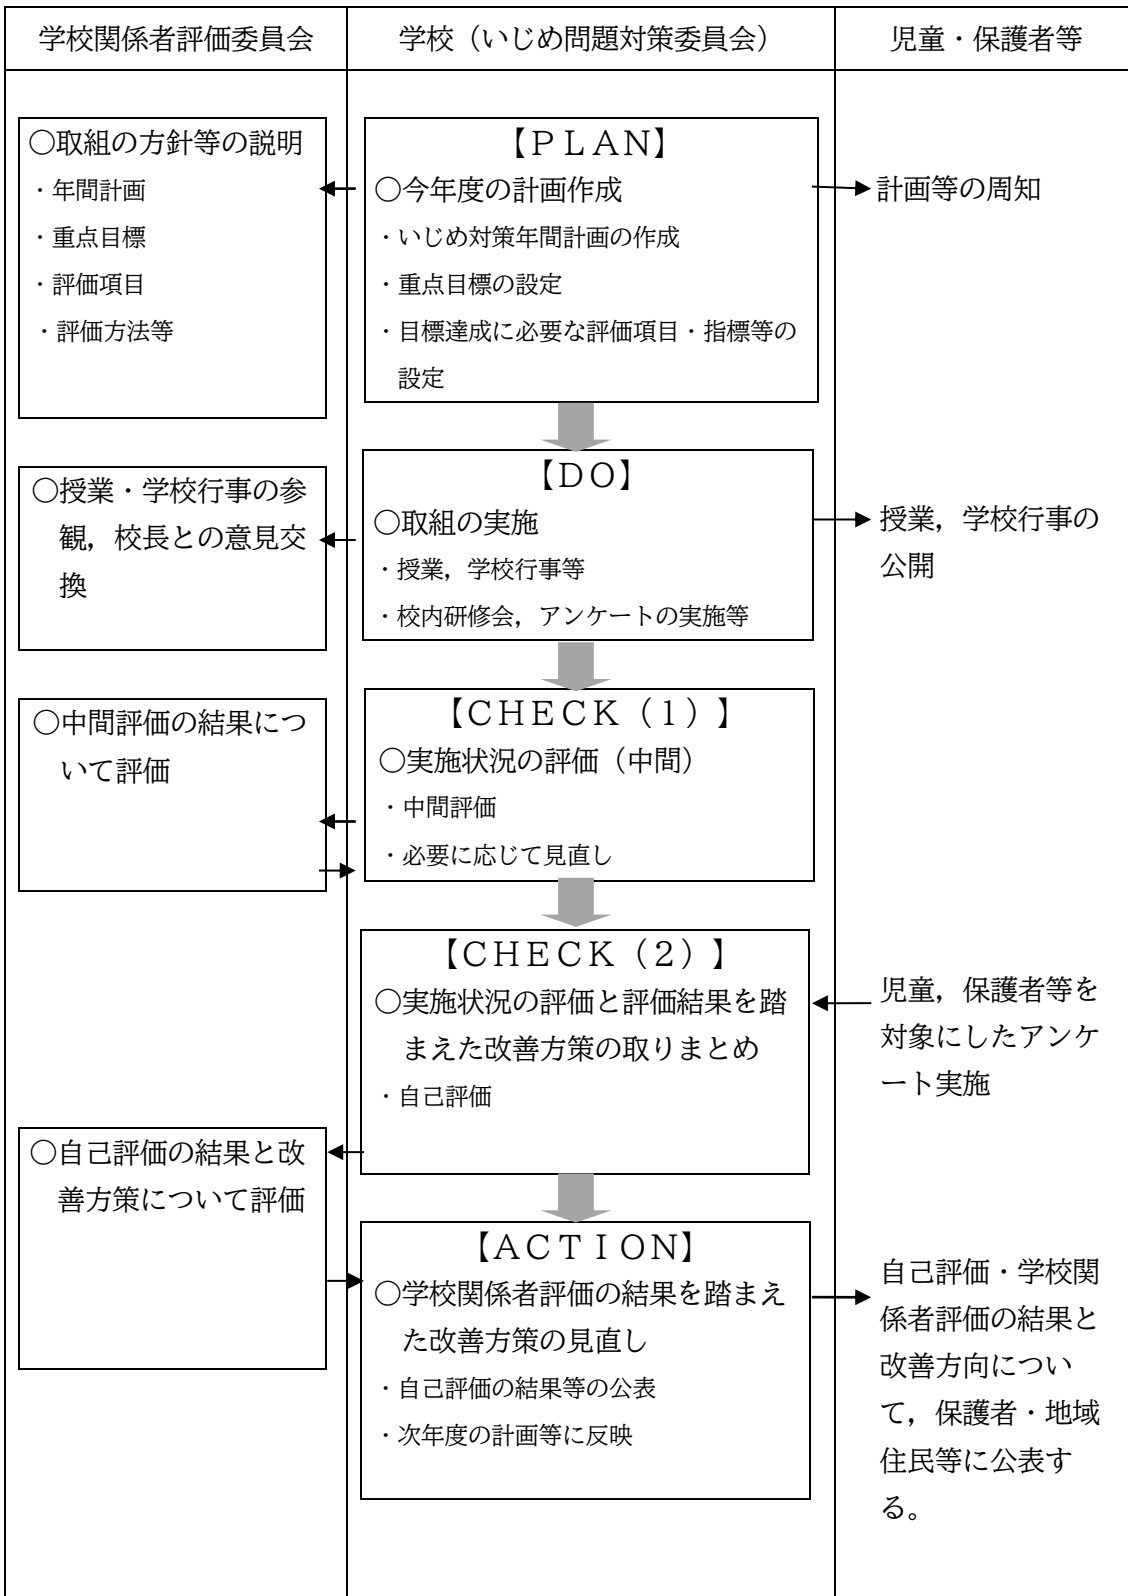 学校関係者評価委員会
学校（いじめ問題対策委員会）
児童・保護者等
○取組の方針等の説明
・年間計画
・重点目標
・評価項目
・評価方法等
【ＰＬＡＮ】
○今年度の計画作成
・いじめ対策年間計画の作成
・重点目標の設定
・目標達成に必要な評価項目・指標等の
設定
計画等の周知
○授業・学校行事の参
観，校長との意見交
換
【ＤＯ】
○取組の実施
・授業，学校行事等
・校内研修会，アンケートの実施等
授業，学校行事の
公開
○中間評価の結果につ
いて評価
【ＣＨＥＣＫ（１）】
○実施状況の評価（中間）
・中間評価
・必要に応じて見直し
【ＣＨＥＣＫ（２）】
○実施状況の評価と評価結果を踏
まえた改善方策の取りまとめ
・自己評価
児童，保護者等を
対象にしたアンケ
ート実施
○自己評価の結果と改
善方策について評価
【ＡＣＴＩＯＮ】
○学校関係者評価の結果を踏まえ
た改善方策の見直し
・自己評価の結果等の公表
・次年度の計画等に反映
自己評価・学校関
係者評価の結果と
改善方向につい
て，保護者・地域
住民等に公表す
る。